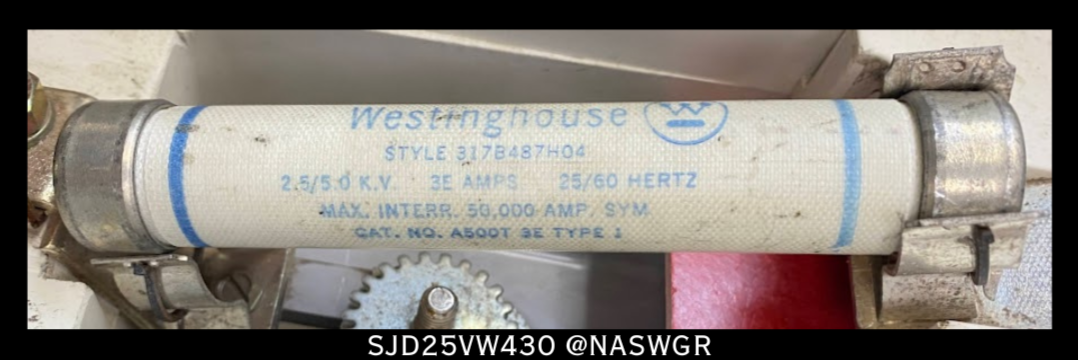 Westinghouse W
STYLE 317B487H04
2.5/5.0 K.V. 3E AMPS 25/60 HERTZ
MAX. INTERR. 50,000 AMP. SYM
CAT. NO. A500T 3E TYPE 1
SJD25VW430 @NASWGR